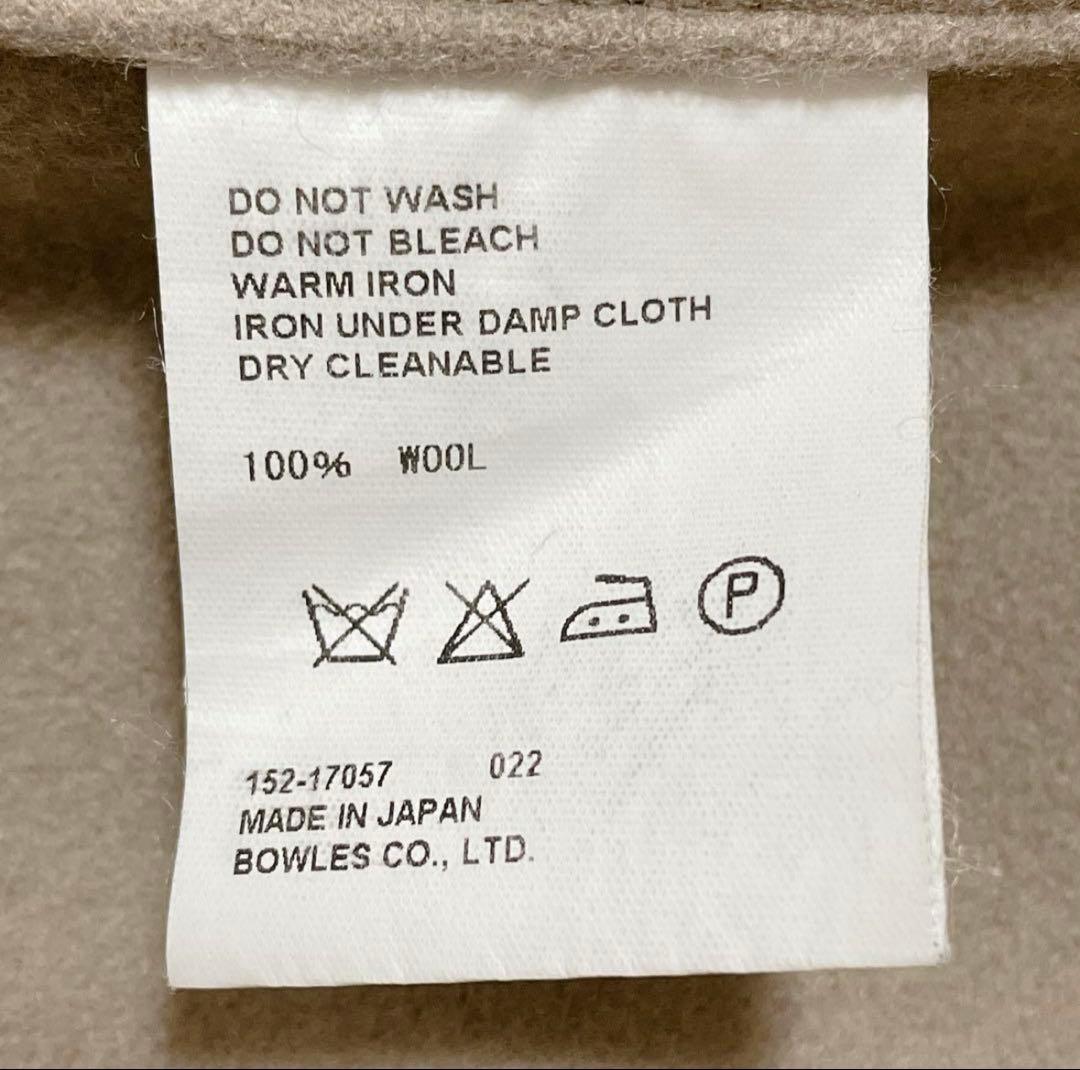 DO NOT WASH
DO NOT BLEACH
WARM IRON
IRON UNDER DAMP CLOTH
DRY CLEANABLE
100% WOOL
P
152-17057 022
MADE IN JAPAN
BOWLES CO., LTD.